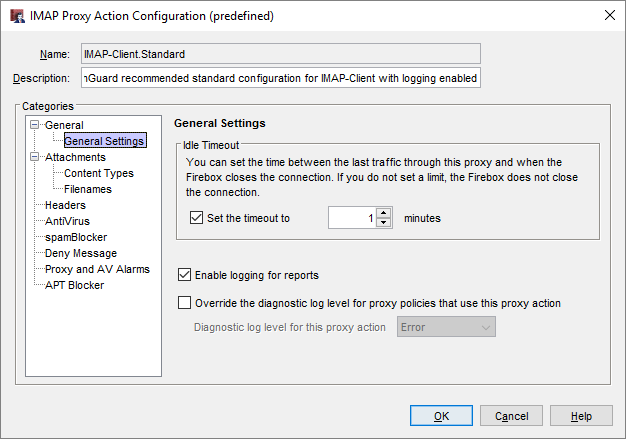 IMAP Proxy Action Configuration (predefined)
Name: IMAP-Client.Standard
Description: Guard recommended standard configuration for IMAP-Client with logging enabled
Categories
General
General Settings
Attachments
Content Types
Filenames
Headers
AntiVirus
spamBlocker
Deny Message
Proxy and AV Alarms
APT Blocker
General Settings
Idle Timeout
You can set the time between the last traffic through this proxy and when the
Firebox closes the connection. If you do not set a limit, the Firebox does not close
the connection.
Set the timeout to 1 minutes
Enable logging for reports
Override the diagnostic log level for proxy policies that use this proxy action
Diagnostic log level for this proxy action Error
OK Cancel Help